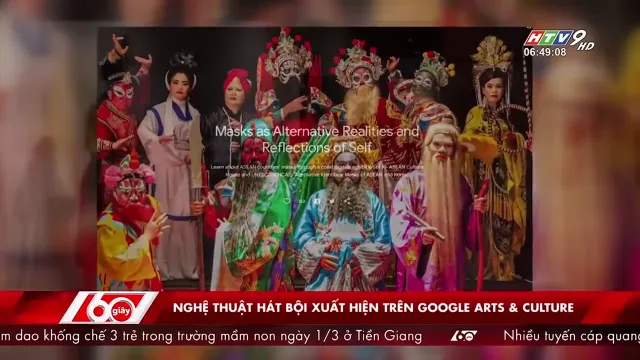 HTV9 HD
06:49:08
Masks as Alternative Realities and
Reflections of Self
60 giây
NGHỆ THUẬT HÁT BỘI XUẤT HIỆN TRÊN GOOGLE ARTS & CULTURE
m dao khống chế 3 trẻ trong trường mầm non ngày 1/3 ở Tiền Giang 60 Nhiều tuyến cáp quang